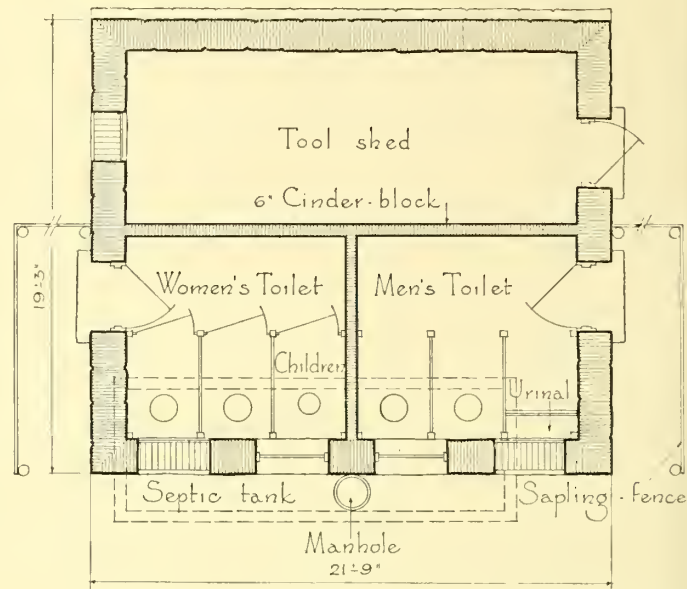 Tool shed
6" Cinder-block
19'-3"
Women's Toilet
Men's Toilet
Children
Urinal
Septic tank
Sapling-fence
Manhole
21'-9"